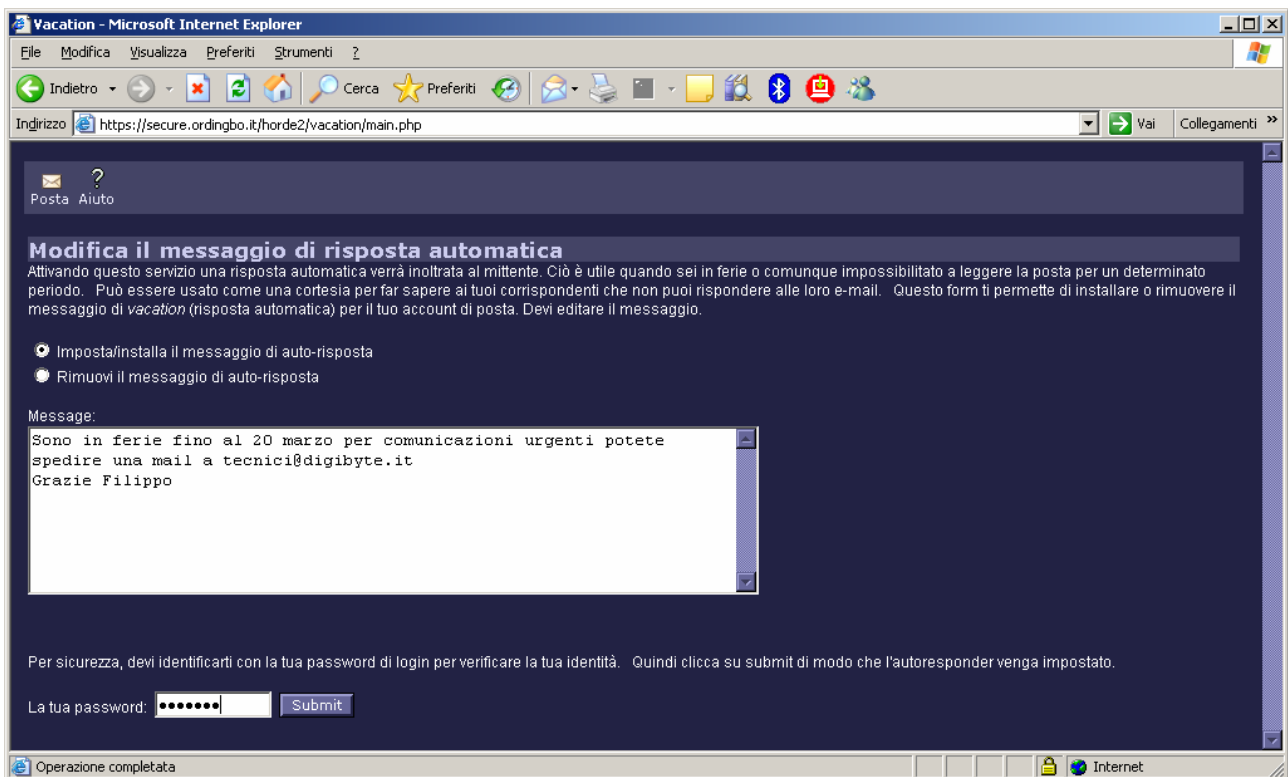 Vacation - Microsoft Internet Explorer
File Modifica Visualizza Preferiti Strumenti ?
Indietro Cerca Preferiti
Indirizzo https://secure.ordingbo.it/horde2/vacation/main.php Vai Collegamenti »
Posta Aiuto
Modifica il messaggio di risposta automatica
Attivando questo servizio una risposta automatica verrà inoltrata al mittente. Ciò è utile quando sei in ferie o comunque impossibilitato a leggere la posta per un determinato
periodo. Può essere usato come una cortesia per far sapere ai tuoi corrispondenti che non puoi rispondere alle loro e-mail. Questo form ti permette di installare o rimuovere il
messaggio di vacation (risposta automatica) per il tuo account di posta. Devi editare il messaggio.
Imposta/installa il messaggio di auto-risposta
Rimuovi il messaggio di auto-risposta
Message:
Sono in ferie fino al 20 marzo per comunicazioni urgenti potete
spedire una mail a tecnici@digibyte.it
Grazie Filippo
Per sicurezza, devi identificarti con la tua password di login per verificare la tua identità. Quindi clicca su submit di modo che l'autoresponder venga impostato.
La tua password: ••••••• Submit
Operazione completata Internet